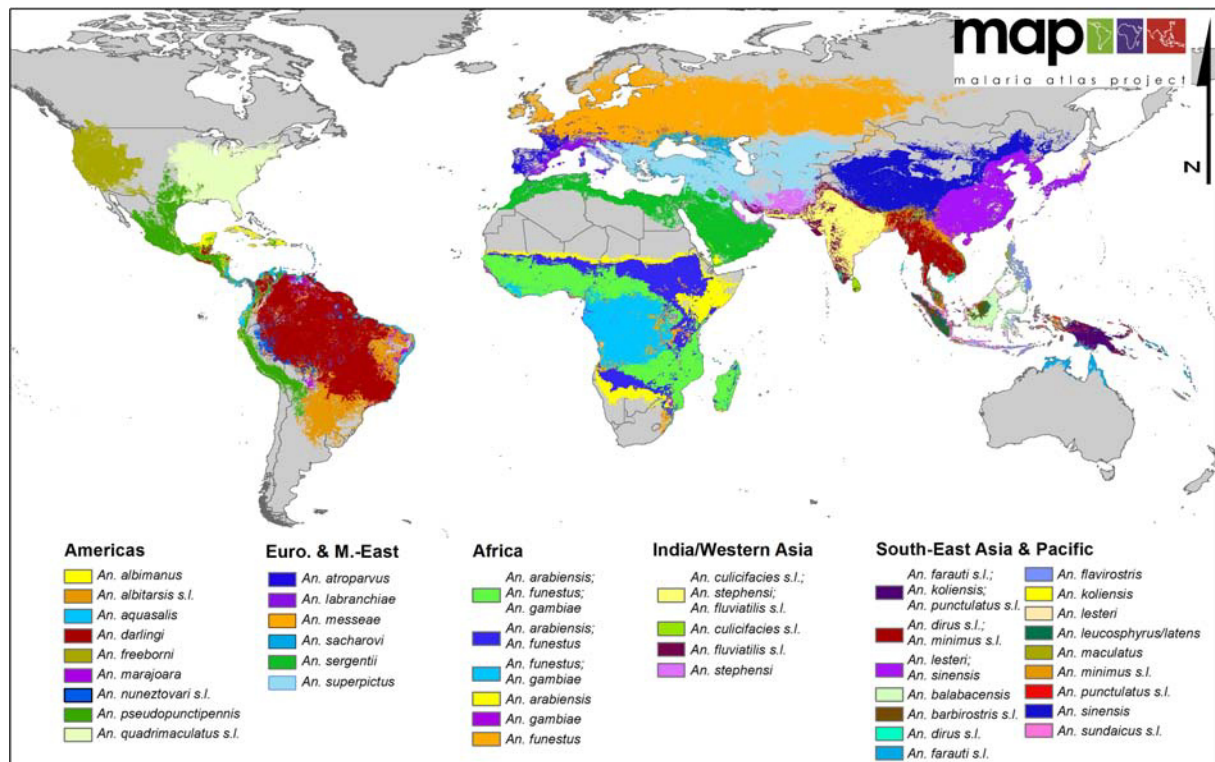 map
malaria atlas project
N
Americas
An. albimanus
An. albitarsis s.l.
An. aquasalis
An. darlingi
An. freeborni
An. marajoara
An. nuneztovari s.l.
An. pseudopunctipennis
An. quadrimaculatus s.l.
Euro. & M.-East
An. atroparvus
An. labranchiae
An. messeae
An. sacharovi
An. sergentii
An. superpictus
Africa
An. arabiensis;
An. funestus;
An. gambiae
An. arabiensis;
An. funestus
An. funestus;
An. gambiae
An. arabiensis
An. gambiae
An. funestus
India/Western Asia
An. culicifacies s.l.;
An. stephensi;
An. fluviatilis s.l.
An. culicifacies s.l.
An. fluviatilis s.l.
An. stephensi
South-East Asia & Pacific
An. farauti s.l.;
An. koliensis;
An. punctulatus s.l.
An. dirus s.l.;
An. minimus s.l.
An. lesteri;
An. sinensis
An. balabacensis
An. barbirostris s.l.
An. dirus s.l.
An. farauti s.l.
An. flavirostris
An. koliensis
An. lesteri
An. leucosphyrus/latens
An. maculatus
An. minimus s.l.
An. punctulatus s.l.
An. sinensis
An. sundaicus s.l.